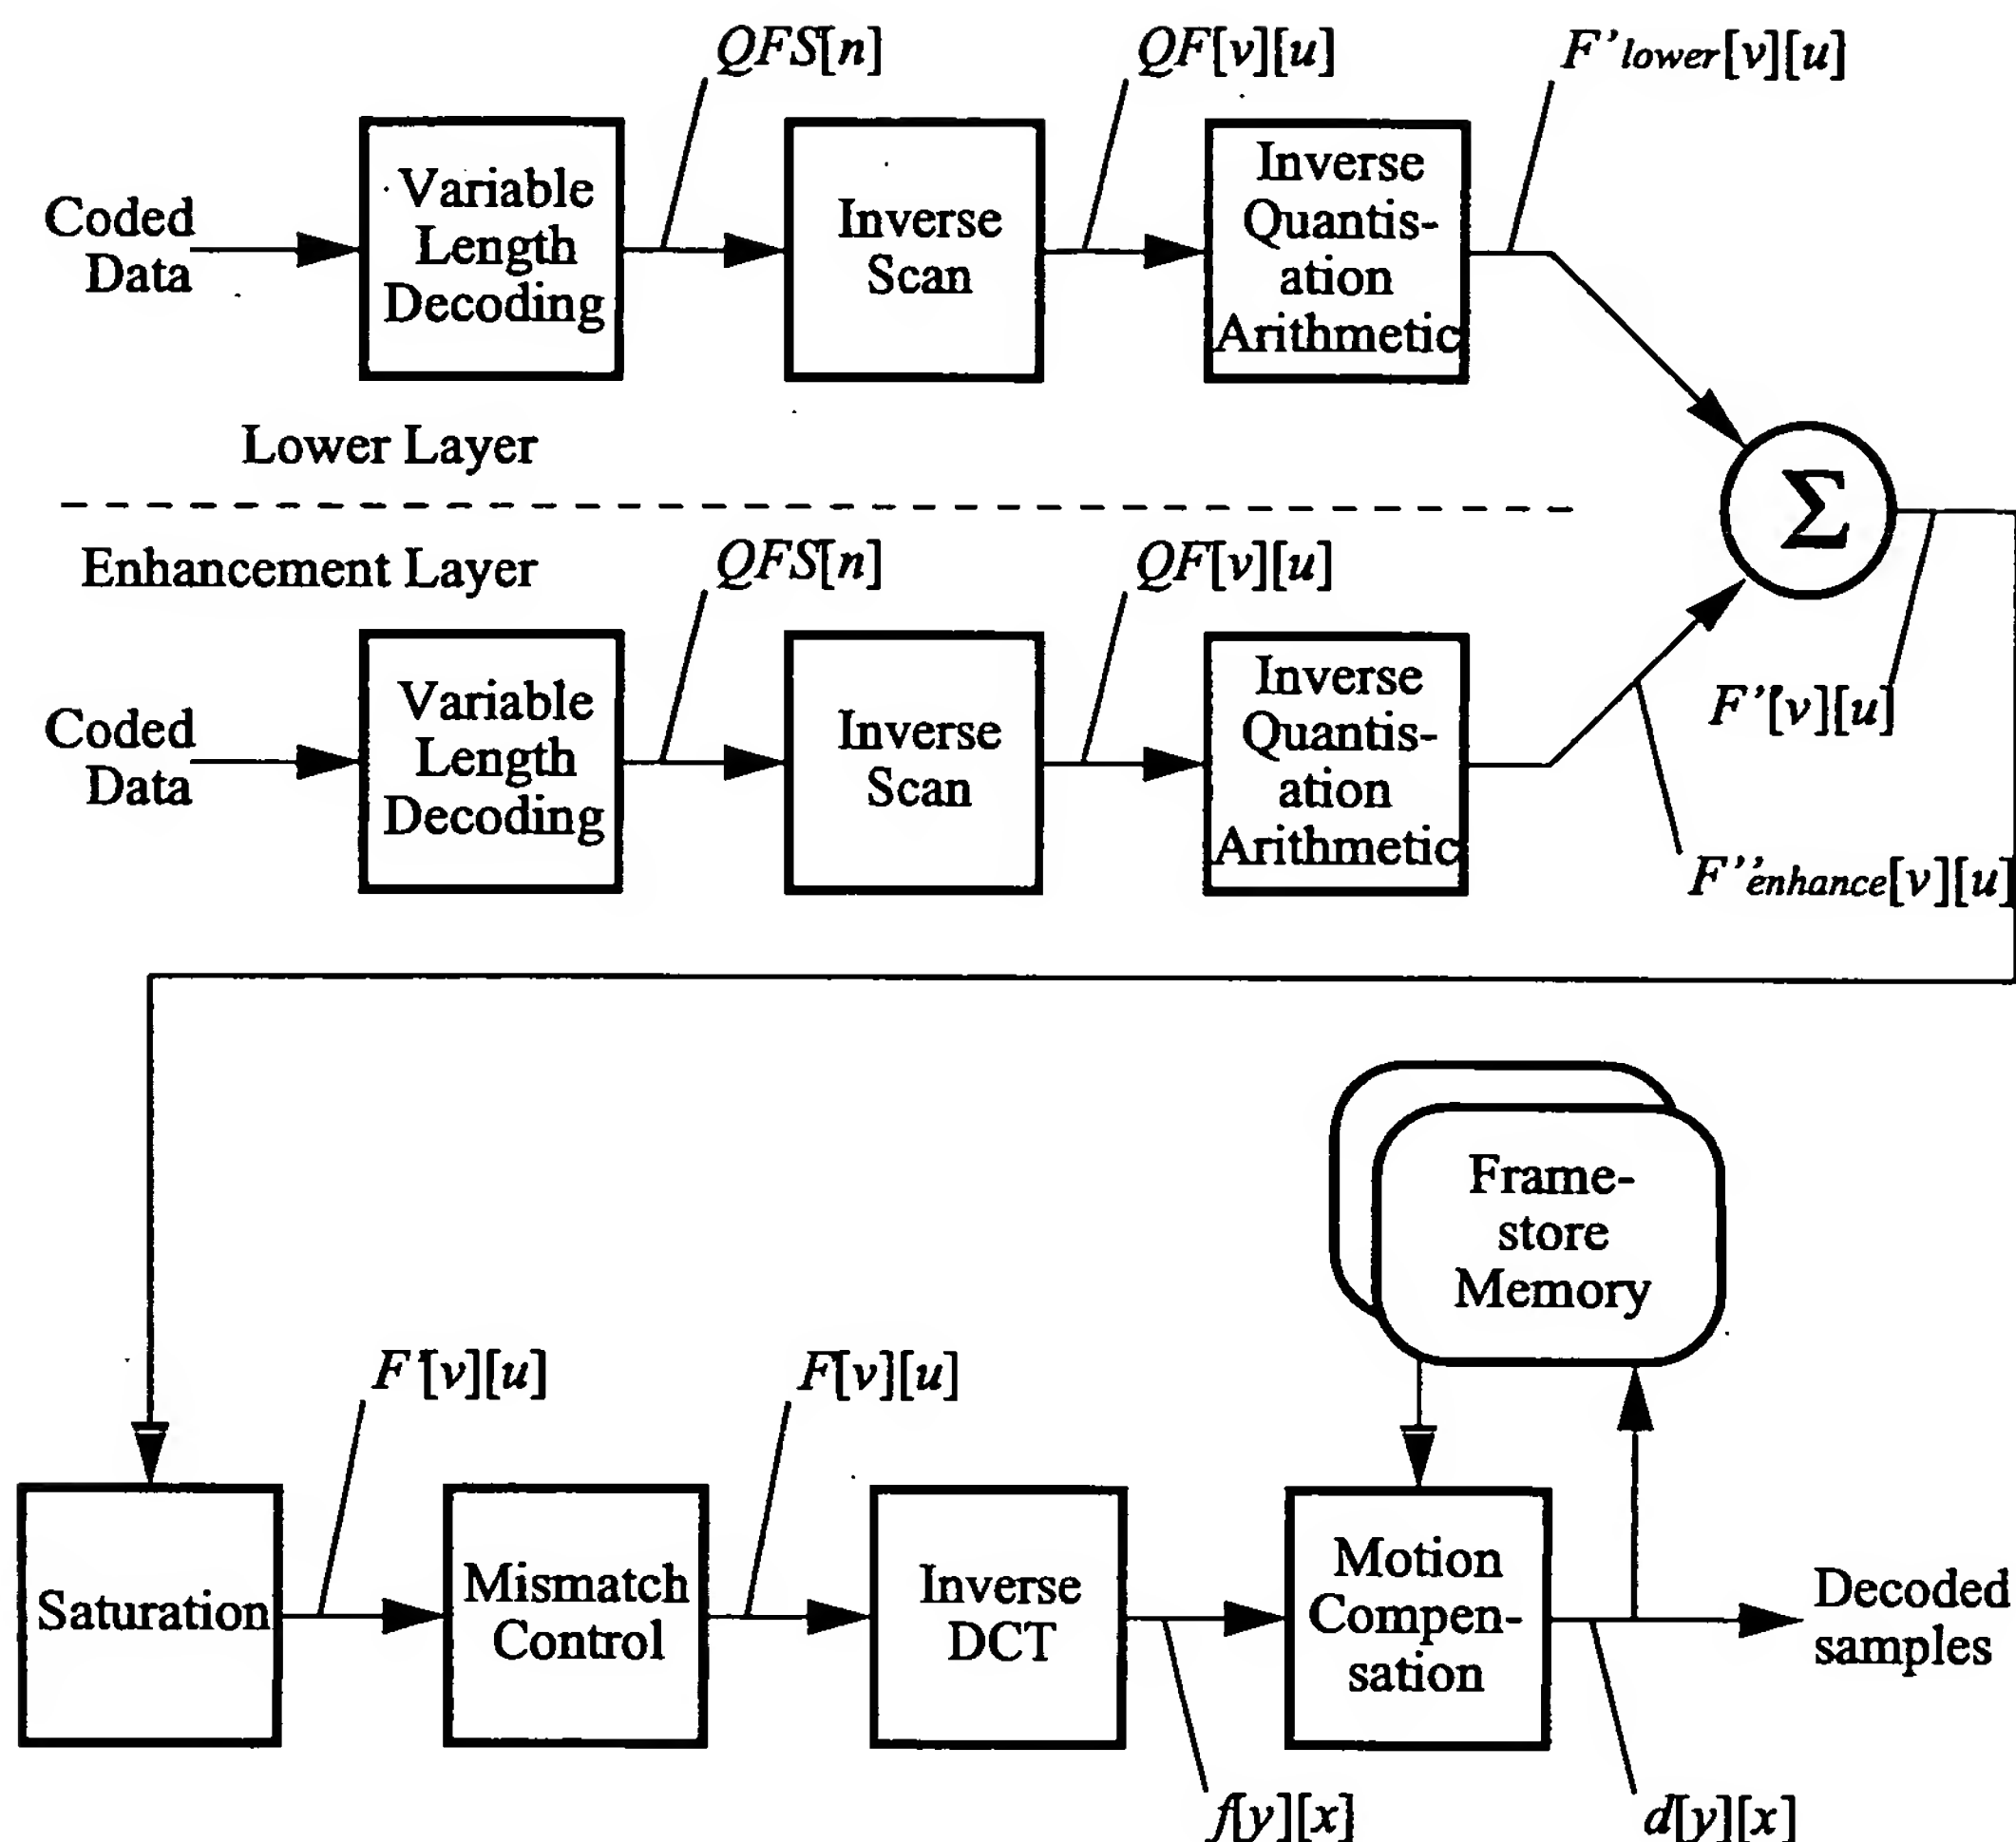 QFS[n]
QF[v][u]
F'lower[v][u]
Coded
Data
Variable
Length
Decoding
Inverse
Scan
Inverse
Quantis-
ation
Arithmetic
Lower Layer
Σ
Enhancement Layer
QFS[n]
QF[v][u]
Coded
Data
Variable
Length
Decoding
Inverse
Scan
Inverse
Quantis-
ation
Arithmetic
F'[v][u]
F''enhance[v][u]
Frame-
store
Memory
F'[v][u]
F[v][u]
Saturation
Mismatch
Control
Inverse
DCT
Motion
Compen-
sation
Decoded
samples
f[y][x]
d[y][x]